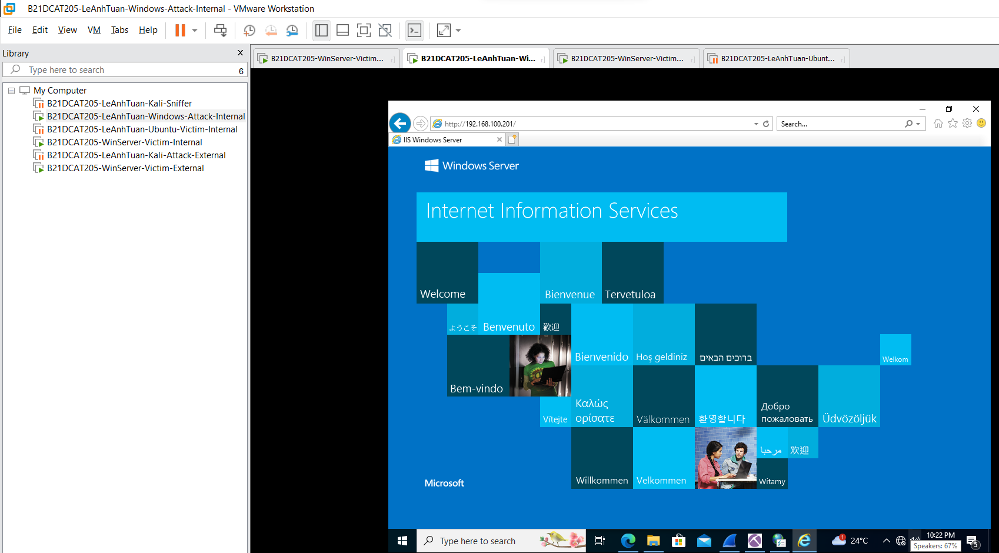 B21DCAT205-LeAnhTuan-Windows-Attack-Internal - VMware Workstation
File Edit View VM Tabs Help
Library
Type here to search 6
My Computer
B21DCAT205-LeAnhTuan-Kali-Sniffer
B21DCAT205-LeAnhTuan-Windows-Attack-Internal
B21DCAT205-LeAnhTuan-Ubuntu-Victim-Internal
B21DCAT205-WinServer-Victim-Internal
B21DCAT205-LeAnhTuan-Kali-Attack-External
B21DCAT205-WinServer-Victim-External
B21DCAT205-WinServer-Victim... B21DCAT205-LeAnhTuan-Wi... B21DCAT205-WinServer-Victim... B21DCAT205-LeAnhTuan-Ubunt...
http://192.168.100.201/ Search...
IIS Windows Server
Windows Server
Internet Information Services
Welcome
Bienvenue
Tervetuloa
ようこそ
Benvenuto
歡迎
Bienvenido
Hoş geldiniz
ברוכים הבאים
Welkom
Bem-vindo
Vítejte
Καλώς
ορίσατε
Välkommen
환영합니다
Добро
пожаловать
Üdvözöljük
Willkommen
Velkommen
مرحبا
欢迎
Witamy
Microsoft
Type here to search
1
24°C
10:22 PM
Speakers: 67%
5